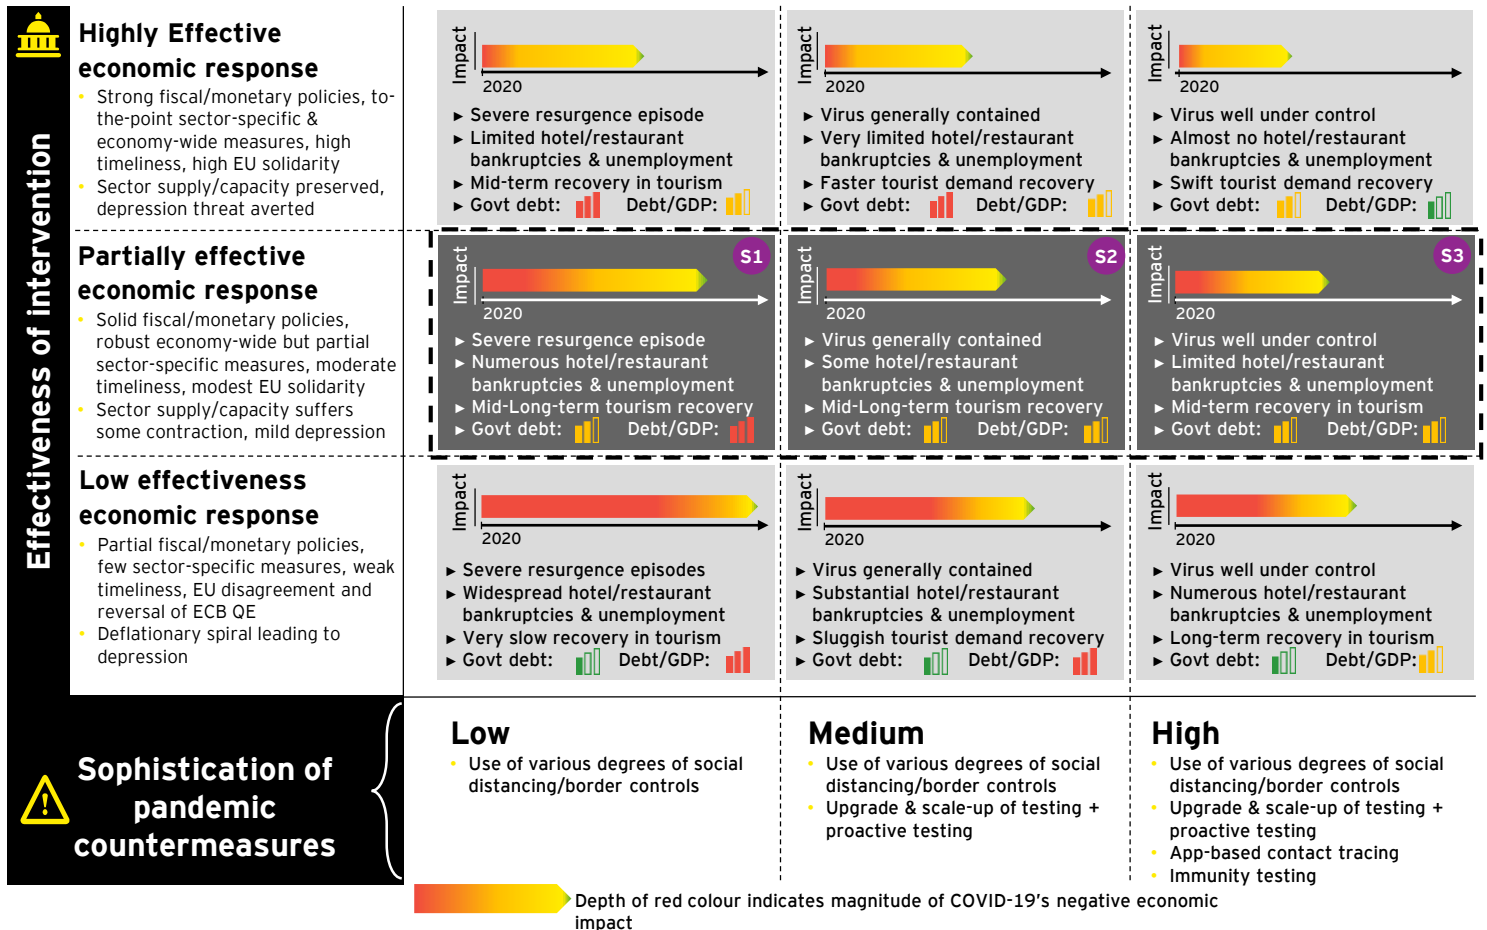 Effectiveness of intervention
Highly Effective
economic response
• Strong fiscal/monetary policies, to-
the-point sector-specific &
economy-wide measures, high
timeliness, high EU solidarity
• Sector supply/capacity preserved,
depression threat averted
Impact
2020
► Severe resurgence episode
► Limited hotel/restaurant
bankruptcies & unemployment
► Mid-term recovery in tourism
► Govt debt: Debt/GDP:
Impact
2020
► Virus generally contained
► Very limited hotel/restaurant
bankruptcies & unemployment
► Faster tourist demand recovery
► Govt debt: Debt/GDP:
Impact
2020
► Virus well under control
► Almost no hotel/restaurant
bankruptcies & unemployment
► Swift tourist demand recovery
► Govt debt: Debt/GDP:
Partially effective
economic response
• Solid fiscal/monetary policies,
robust economy-wide but partial
sector-specific measures, moderate
timeliness, modest EU solidarity
• Sector supply/capacity suffers
some contraction, mild depression
S1
Impact
2020
► Severe resurgence episode
► Numerous hotel/restaurant
bankruptcies & unemployment
► Mid-Long-term tourism recovery
► Govt debt: Debt/GDP:
S2
Impact
2020
► Virus generally contained
► Some hotel/restaurant
bankruptcies & unemployment
► Mid-Long-term tourism recovery
► Govt debt: Debt/GDP:
S3
Impact
2020
► Virus well under control
► Limited hotel/restaurant
bankruptcies & unemployment
► Mid-term recovery in tourism
► Govt debt: Debt/GDP:
Low effectiveness
economic response
• Partial fiscal/monetary policies,
few sector-specific measures, weak
timeliness, EU disagreement and
reversal of ECB QE
• Deflationary spiral leading to
depression
Impact
2020
► Severe resurgence episodes
► Widespread hotel/restaurant
bankruptcies & unemployment
► Very slow recovery in tourism
► Govt debt: Debt/GDP:
Impact
2020
► Virus generally contained
► Substantial hotel/restaurant
bankruptcies & unemployment
► Sluggish tourist demand recovery
► Govt debt: Debt/GDP:
Impact
2020
► Virus well under control
► Numerous hotel/restaurant
bankruptcies & unemployment
► Long-term recovery in tourism
► Govt debt: Debt/GDP:
Sophistication of
pandemic
countermeasures
Low
• Use of various degrees of social
distancing/border controls
Medium
• Use of various degrees of social
distancing/border controls
• Upgrade & scale-up of testing +
proactive testing
High
• Use of various degrees of social
distancing/border controls
• Upgrade & scale-up of testing +
proactive testing
• App-based contact tracing
• Immunity testing
Depth of red colour indicates magnitude of COVID-19's negative economic
impact